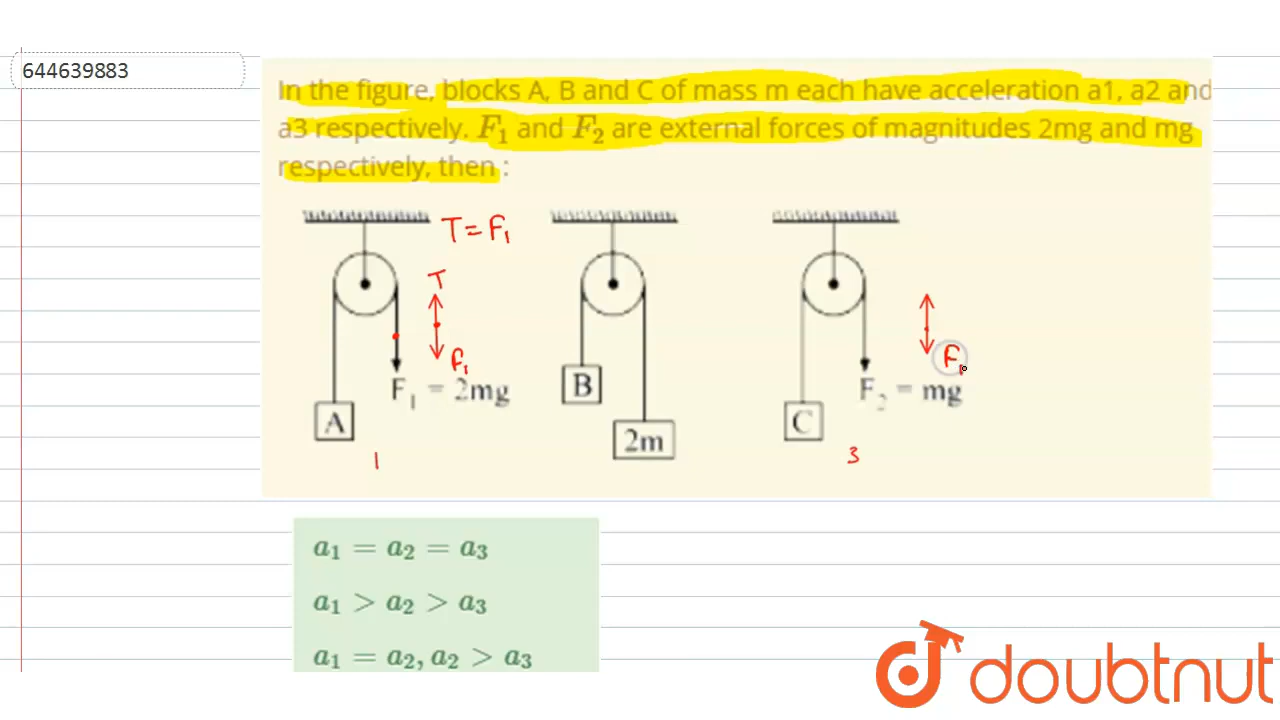 644639883
In the figure, blocks A, B and C of mass m each have acceleration a1, a2 and
a3 respectively. F₁ and F₂ are external forces of magnitudes 2mg and mg
respectively, then :
T = F₁
T
F₁
F₁ = 2mg
A
1
B
2m
F₁
F₂ = mg
C
3
a₁ = a₂ = a₃
a₁ > a₂ > a₃
a₁ = a₂, a₂ > a₃
doubtnut